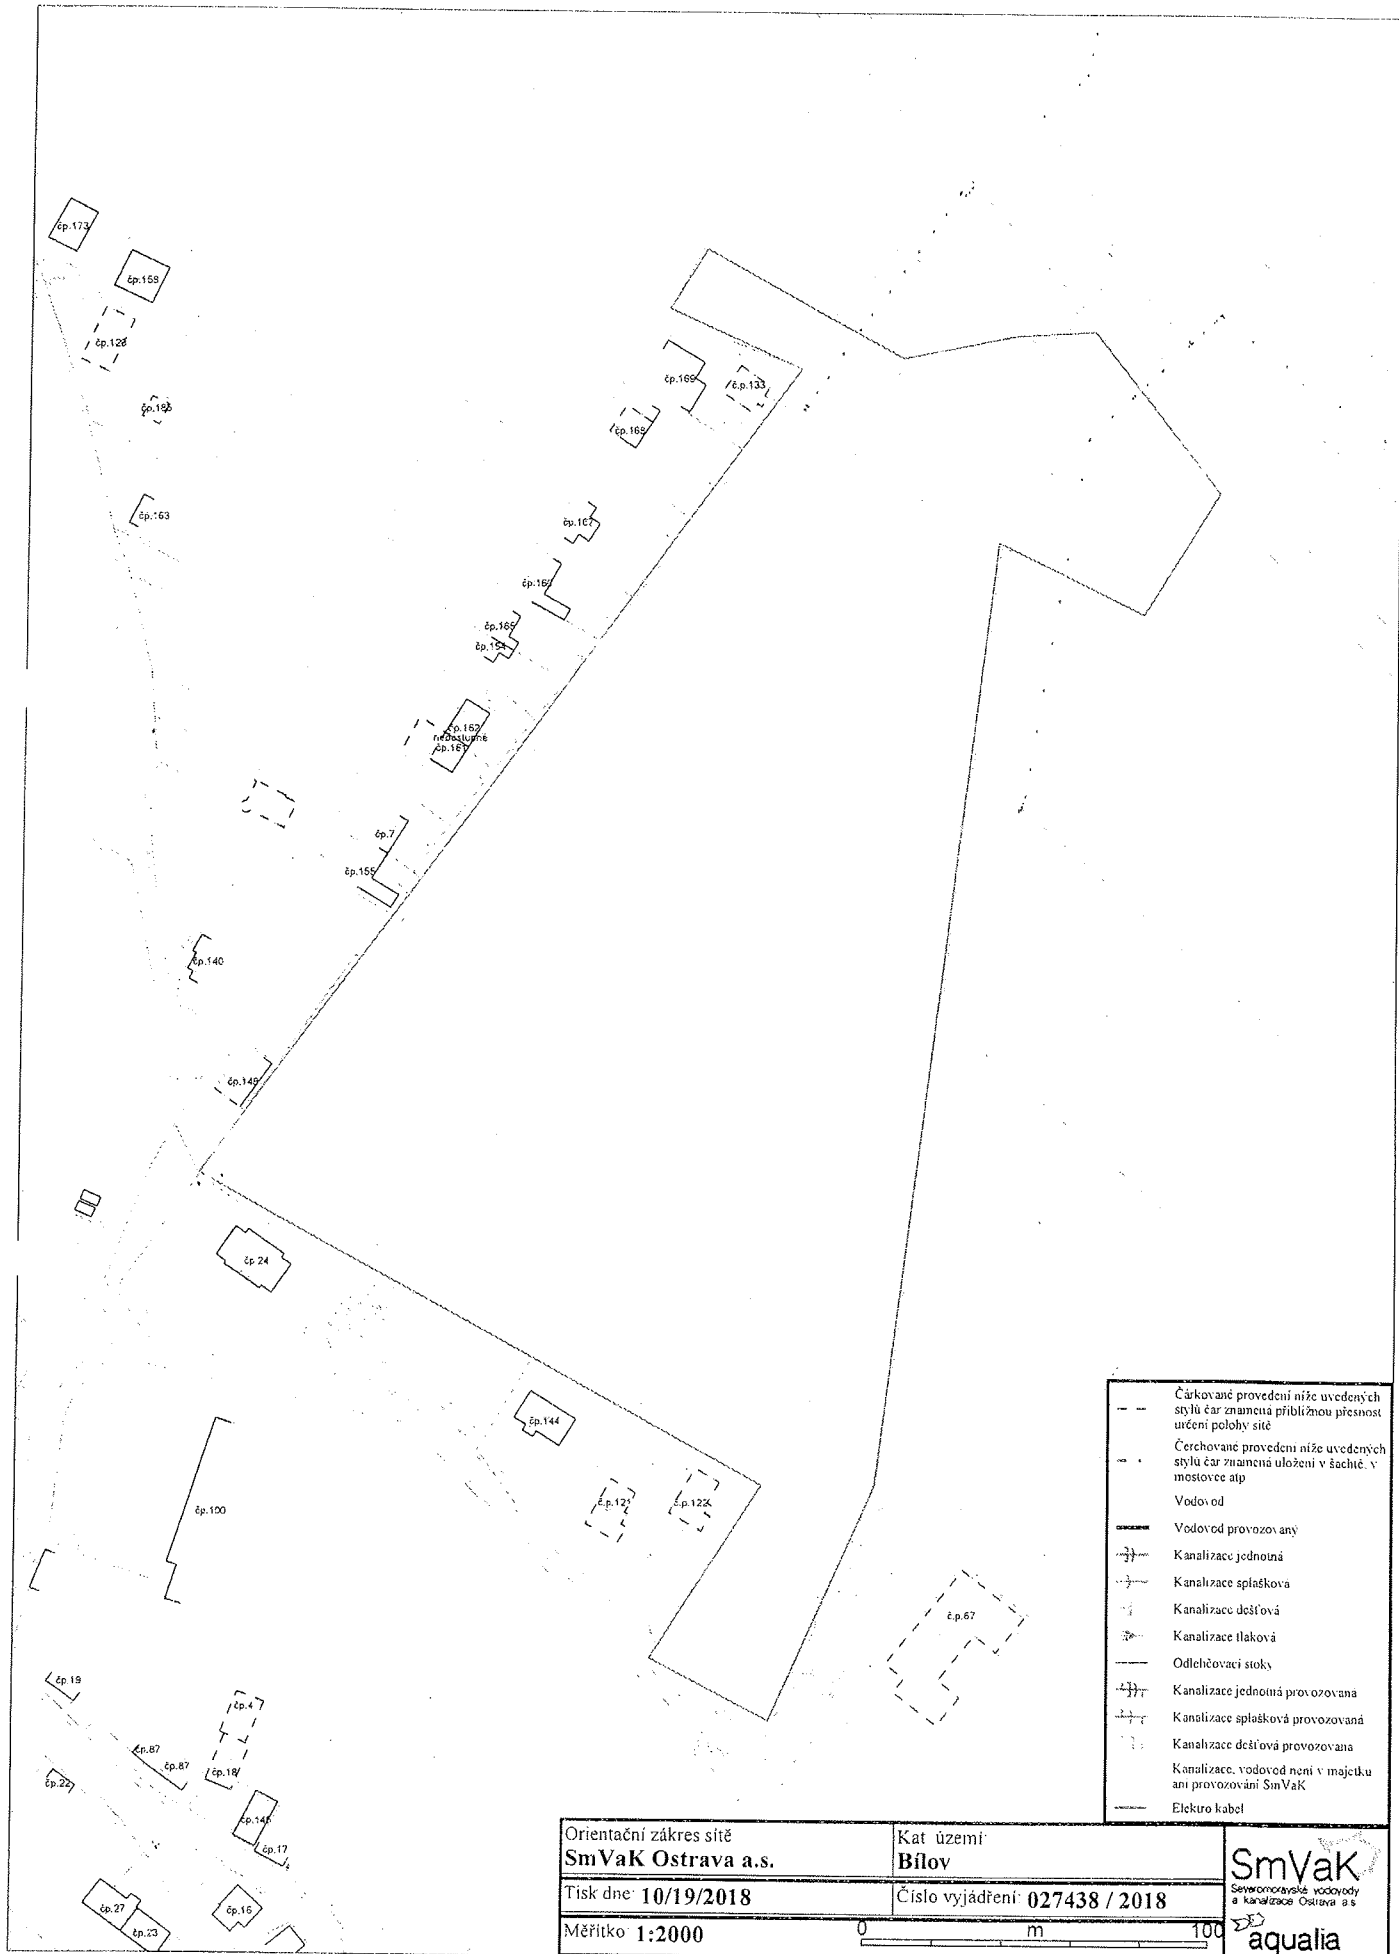 čp.173
čp.158
čp.128
čp.185
čp.163
čp.169
č.p.133
čp.168
čp.167
čp.165
čp.154
čp.162
nedostupné
čp.161
čp.7
čp.155
čp.140
čp.149
čp.24
čp.144
č.p.121
č.p.122
čp.100
č.p.67
čp.19
čp.4
čp.87
čp.87
čp.18
čp.22
čp.145
čp.17
čp.27
čp.23
čp.16
Čárkované provedení níže uvedených
stylů čar znamená přibližnou přesnost
určení polohy sítě
Čerchované provedení níže uvedených
stylů čar znamená uložení v šachtě, v
mostovce atp
Vodovod
Vodovod provozovaný
Kanalizace jednotná
Kanalizace splašková
Kanalizace dešťová
Kanalizace tlaková
Odlehčovací stoky
Kanalizace jednotná provozovaná
Kanalizace splašková provozovaná
Kanalizace dešťová provozovaná
Kanalizace, vodovod není v majetku
ani provozování SmVaK
Elektro kabel
Orientační zákres sítě
SmVaK Ostrava a.s.
Kat. území:
Bílov
Tisk dne: 10/19/2018
Číslo vyjádření: 027438 / 2018
Měřítko: 1:2000
0 m 100
SmVaK
Severomoravské vodovody
a kanalizace Ostrava a.s
aqualia